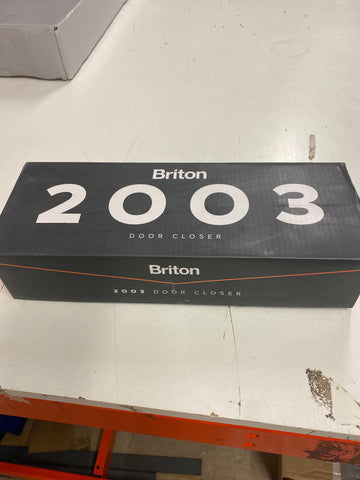 Briton
2003
DOOR CLOSER
Briton
2003 DOOR CLOSER